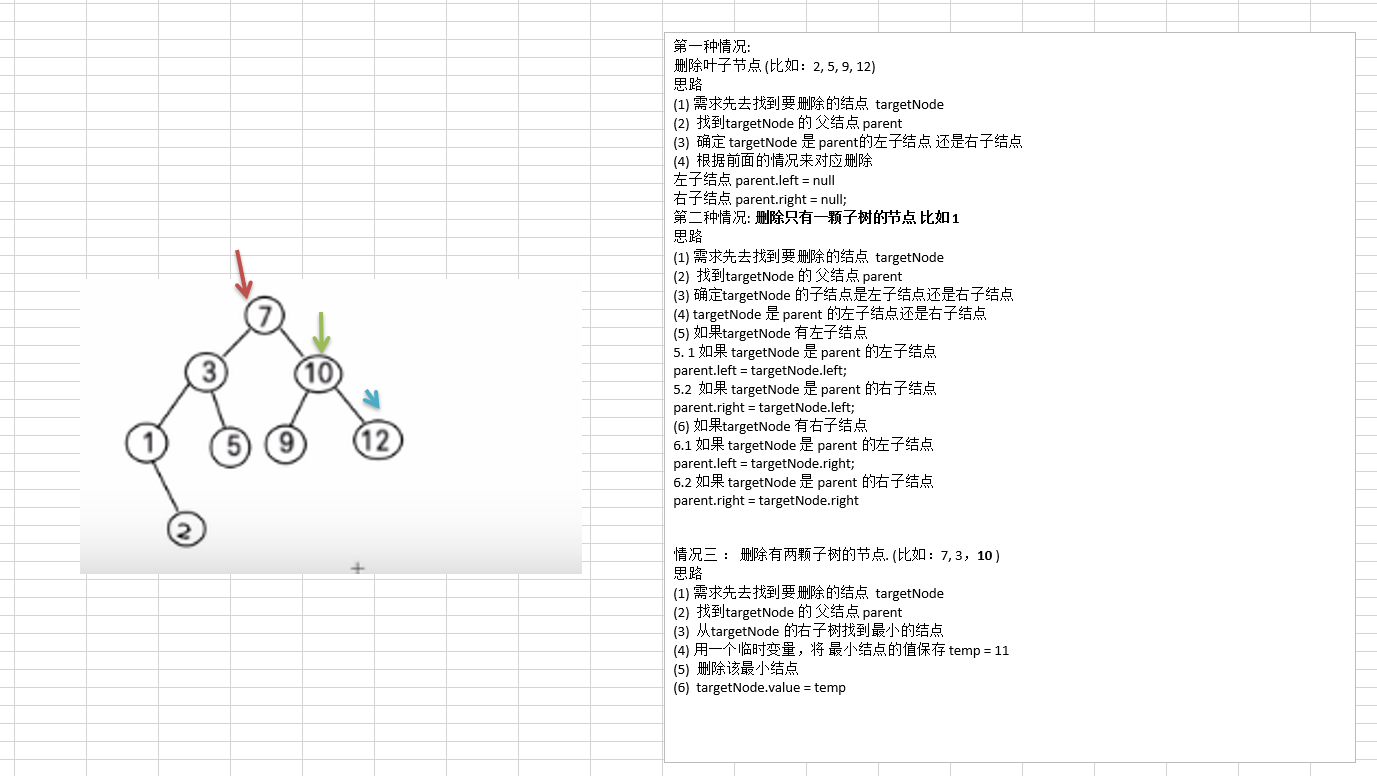 7
3
10
1
5
9
12
2
第一种情况:
删除叶子节点 (比如：2, 5, 9, 12)
思路
(1) 需求先去找到要删除的结点 targetNode
(2) 找到targetNode 的 父结点 parent
(3) 确定 targetNode 是 parent的左子结点 还是右子结点
(4) 根据前面的情况来对应删除
左子结点 parent.left = null
右子结点 parent.right = null;
第二种情况: 删除只有一颗子树的节点 比如 1
思路
(1) 需求先去找到要删除的结点 targetNode
(2) 找到targetNode 的 父结点 parent
(3) 确定targetNode 的子结点是左子结点还是右子结点
(4) targetNode 是 parent 的左子结点还是右子结点
(5) 如果targetNode 有左子结点
5. 1 如果 targetNode 是 parent 的左子结点
parent.left = targetNode.left;
5.2 如果 targetNode 是 parent 的右子结点
parent.right = targetNode.left;
(6) 如果targetNode 有右子结点
6.1 如果 targetNode 是 parent 的左子结点
parent.left = targetNode.right;
6.2 如果 targetNode 是 parent 的右子结点
parent.right = targetNode.right
情况三 ： 删除有两颗子树的节点. (比如：7, 3，10 )
思路
(1) 需求先去找到要删除的结点 targetNode
(2) 找到targetNode 的 父结点 parent
(3) 从targetNode 的右子树找到最小的结点
(4) 用一个临时变量，将 最小结点的值保存 temp = 11
(5) 删除该最小结点
(6) targetNode.value = temp